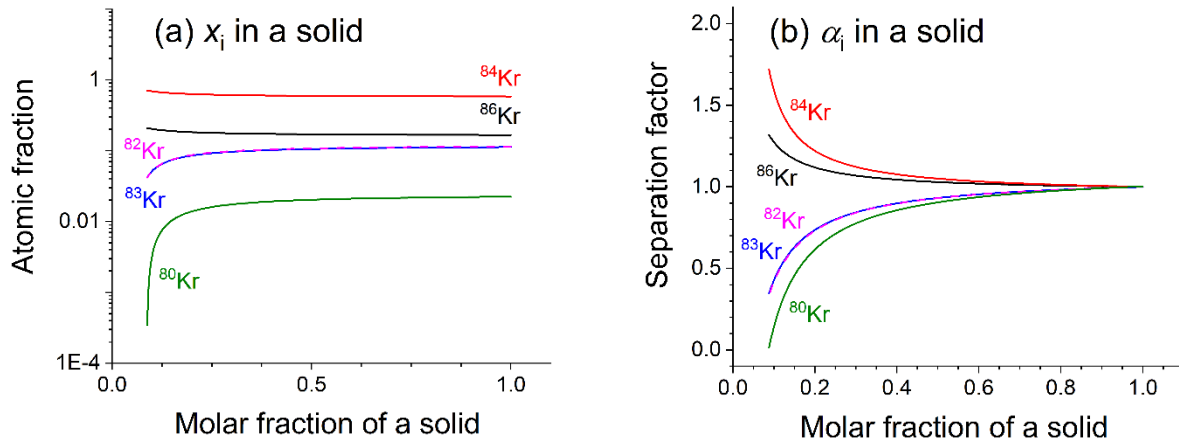 (a) xᵢ in a solid
Atomic fraction
1
0.01
1E-4
⁸⁴Kr
⁸⁶Kr
⁸²Kr
⁸³Kr
⁸⁰Kr
0.0
0.5
1.0
Molar fraction of a solid
(b) αᵢ in a solid
Separation factor
2.0
1.5
1.0
0.5
0.0
⁸⁴Kr
⁸⁶Kr
⁸²Kr
⁸³Kr
⁸⁰Kr
0.0
0.2
0.4
0.6
0.8
1.0
Molar fraction of a solid